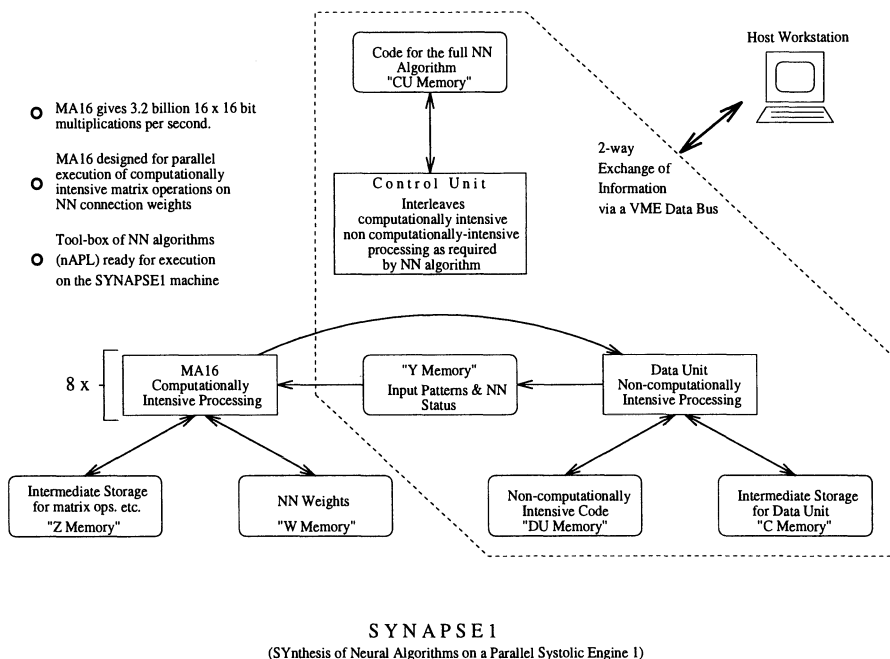 Code for the full NN
Algorithm
"CU Memory"
Host Workstation
MA16 gives 3.2 billion 16 x 16 bit
multiplications per second.
MA16 designed for parallel
execution of computationally
intensive matrix operations on
NN connection weights
Tool-box of NN algorithms
(nAPL) ready for execution
on the SYNAPSE1 machine
Control Unit
Interleaves
computationally intensive
non computationally-intensive
processing as required
by NN algorithm
2-way
Exchange of
Information
via a VME Data Bus
8 x
MA16
Computationally
Intensive Processing
"Y Memory"
Input Patterns & NN
Status
Data Unit
Non-computationally
Intensive Processing
Intermediate Storage
for matrix ops. etc.
"Z Memory"
NN Weights
"W Memory"
Non-computationally
Intensive Code
"DU Memory"
Intermediate Storage
for Data Unit
"C Memory"
SYNAPSE1
(SYnthesis of Neural Algorithms on a Parallel Systolic Engine 1)